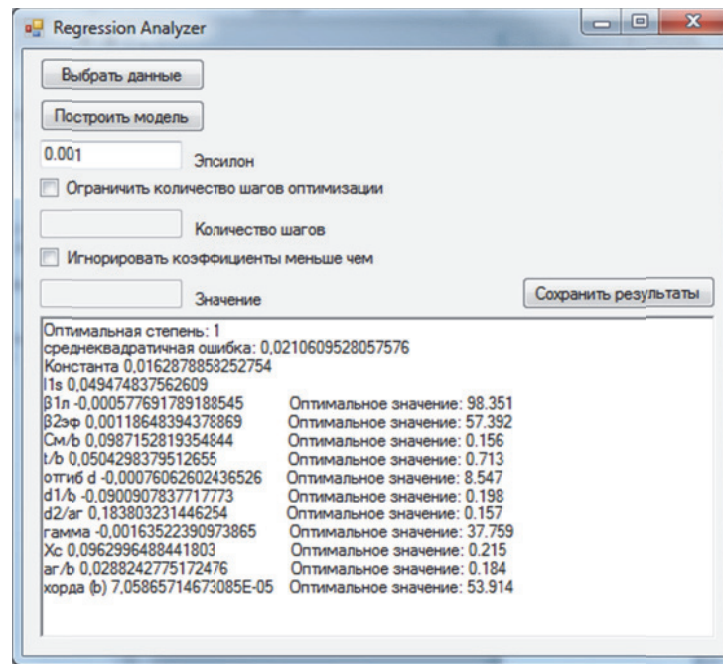 Regression Analyzer
Выбрать данные
Построить модель
0.001 Эпсилон
Ограничить количество шагов оптимизации
Количество шагов
Игнорировать коэффициенты меньше чем
Значение Сохранить результаты
Оптимальная степень: 1
среднеквадратичная ошибка: 0,0210609528057576
Константа 0,0162878858252754
l1s 0,049474837562609
β1л -0,000577691789188545 Оптимальное значение: 98.351
β2эф 0,00118648394378869 Оптимальное значение: 57.392
См/b 0,0987152819354844 Оптимальное значение: 0.156
t/b 0,0504298379512655 Оптимальное значение: 0.713
отгиб d -0,00076062602436526 Оптимальное значение: 8.547
d1/b -0,0900907837717773 Оптимальное значение: 0.198
d2/аг 0,183803231446254 Оптимальное значение: 0.157
гамма -0,00163522390973865 Оптимальное значение: 37.759
Хс 0,0962996488441803 Оптимальное значение: 0.215
аг/b 0,0288242775172476 Оптимальное значение: 0.184
хорда (b) 7,05865714673085E-05 Оптимальное значение: 53.914